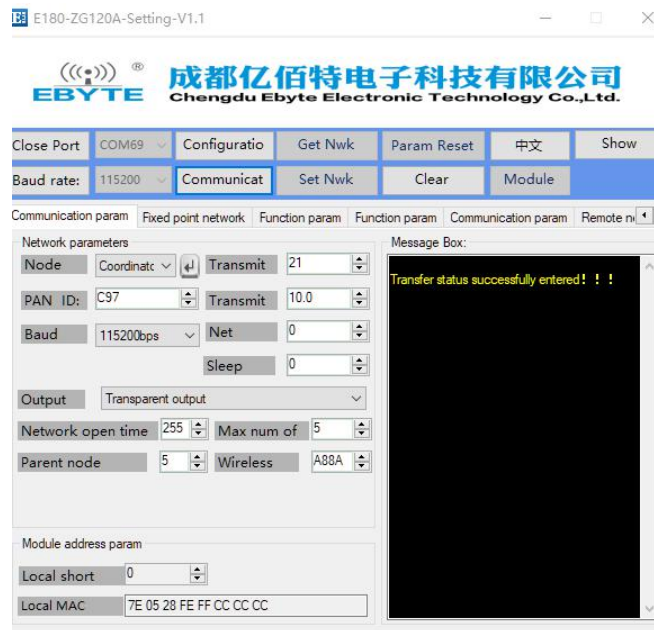 E180-ZG120A-Setting-V1.1
EBYTE ®
成都亿佰特电子科技有限公司
Chengdu Ebyte Electronic Technology Co.,Ltd.
Close Port COM69 Configuratio Get Nwk Param Reset 中文 Show
Baud rate: 115200 Communicat Set Nwk Clear Module
Communication param Fixed point network Function param Function param Communication param Remote n
Network parameters
Node Coordinatc Transmit 21
PAN ID: C97 Transmit 10.0
Baud 115200bps Net 0
Sleep 0
Output Transparent output
Network open time 255 Max num of 5
Parent node 5 Wireless A88A
Module address param
Local short 0
Local MAC 7E 05 28 FE FF CC CC CC
Message Box:
Transfer status successfully entered! ! !